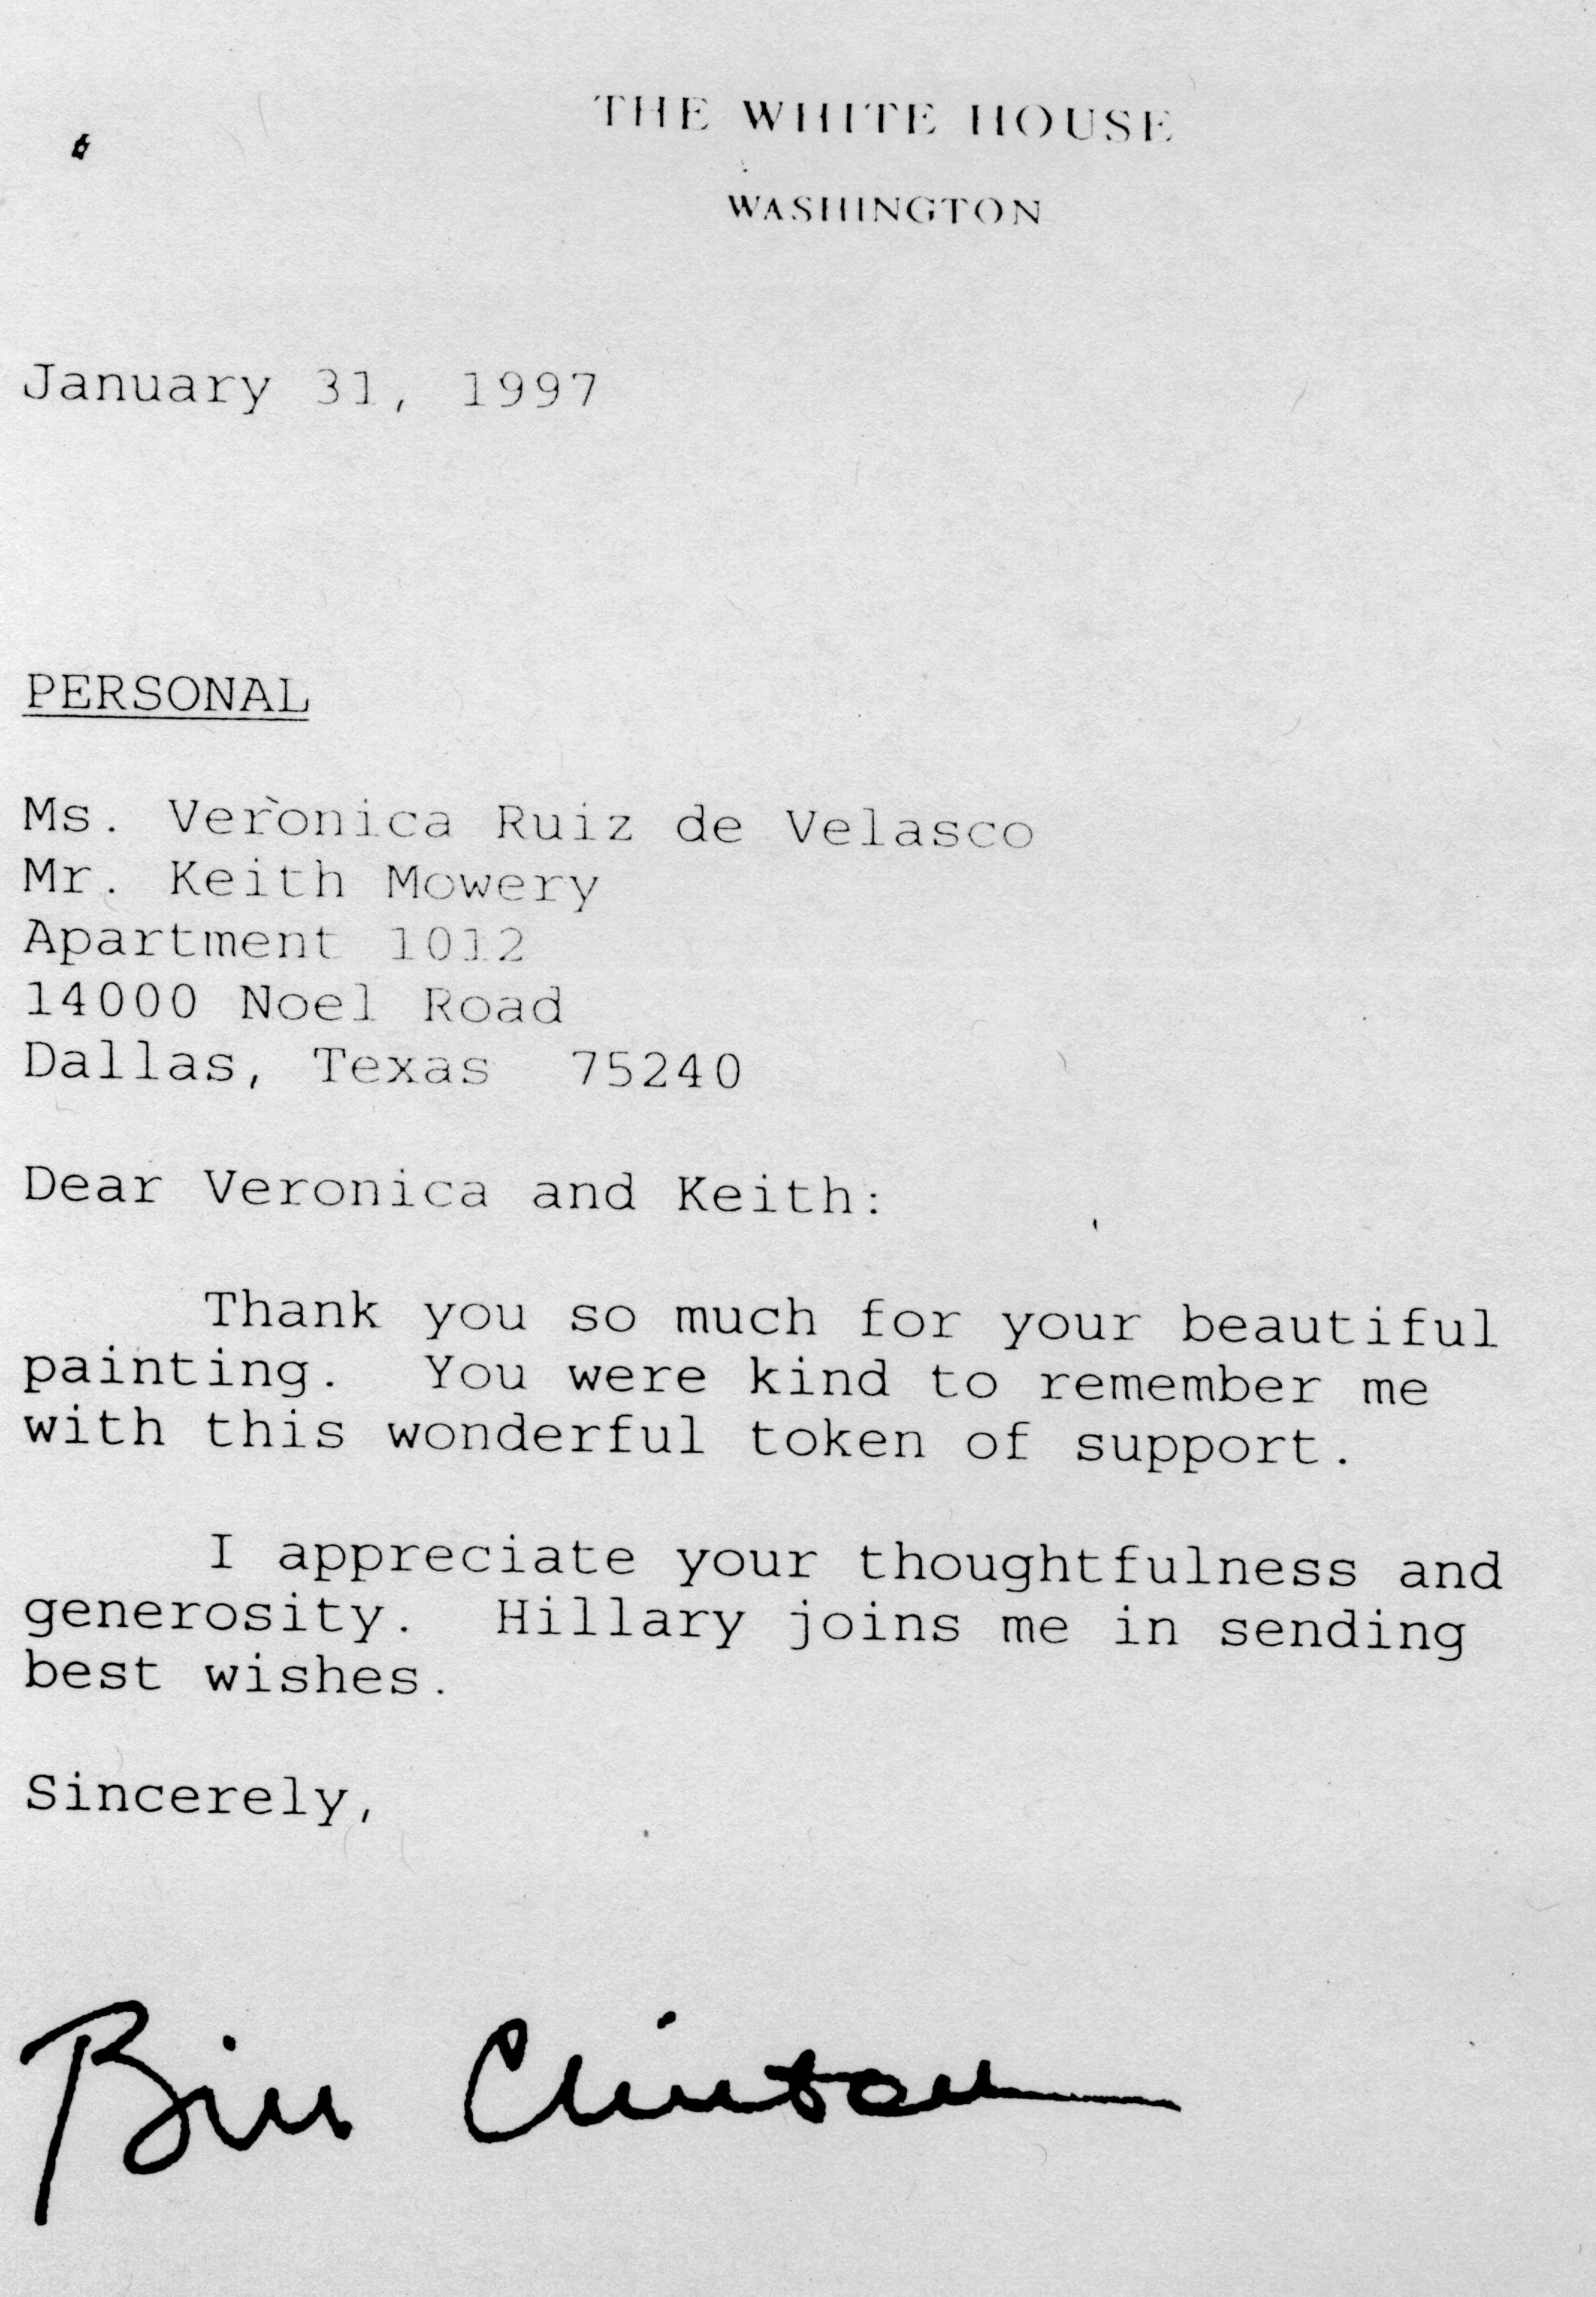 THE WHITE HOUSE
WASHINGTON
January 31, 1997
PERSONAL
Ms. Veronica Ruiz de Velasco
Mr. Keith Mowery
Apartment 1012
14000 Noel Road
Dallas, Texas  75240
Dear Veronica and Keith:
Thank you so much for your beautiful
painting.  You were kind to remember me
with this wonderful token of support.
I appreciate your thoughtfulness and
generosity.  Hillary joins me in sending
best wishes.
Sincerely,
Bill Clinton